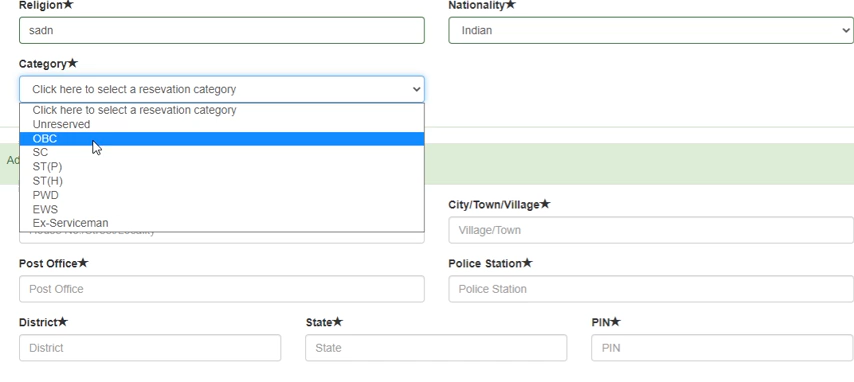 Religion★
Nationality★
sadn
Indian
Category★
Click here to select a resevation category
Click here to select a resevation category
Unreserved
OBC
SC
Ad
ST(P)
ST(H)
PWD
EWS
Ex-Serviceman
City/Town/Village★
Village/Town
Post Office★
Police Station★
Post Office
Police Station
District★
State★
PIN★
District
State
PIN